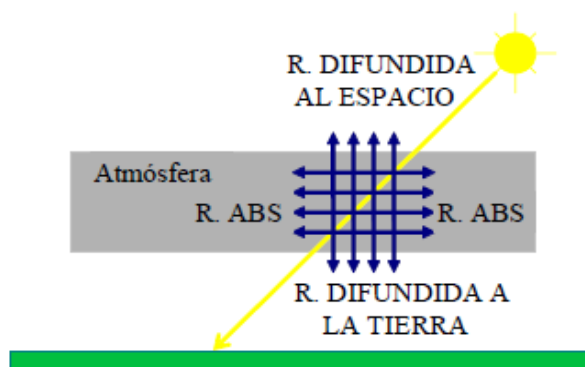 R. DIFUNDIDA
AL ESPACIO
Atmósfera
R. ABS
R. ABS
R. DIFUNDIDA A
LA TIERRA